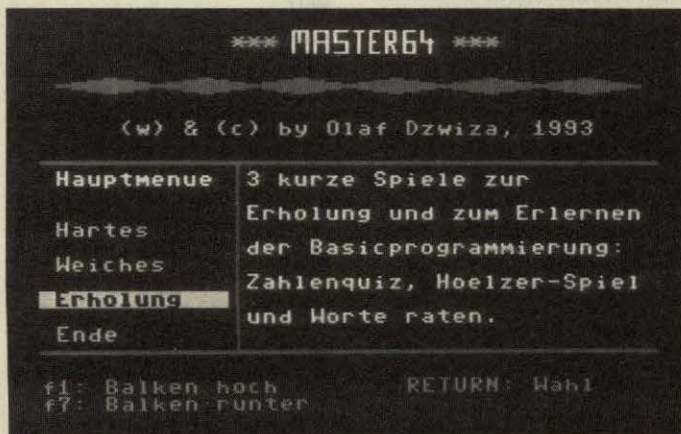 *** MASTER64 ***
(w) & (c) by Olaf Dzwiza, 1993
Hauptmenue
Hartes
Weiches
Erholung
Ende
3 kurze Spiele zur
Erholung und zum Erlernen
der Basicprogrammierung:
Zahlenquiz, Hoelzer-Spiel
und Worte raten.
f1: Balken hoch
f7: Balken runter
RETURN: Wahl